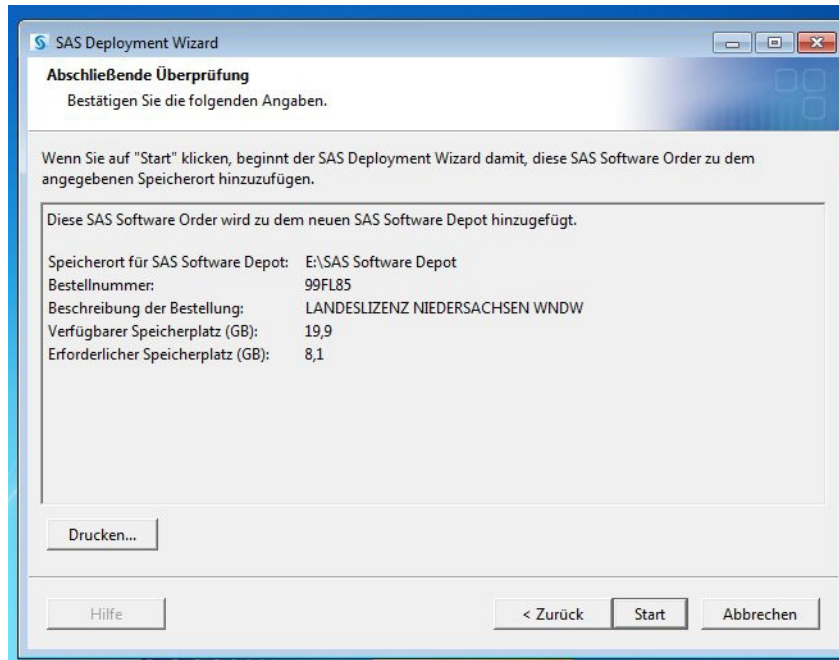 SAS Deployment Wizard
Abschließende Überprüfung
Bestätigen Sie die folgenden Angaben.
Wenn Sie auf "Start" klicken, beginnt der SAS Deployment Wizard damit, diese SAS Software Order zu dem
angegebenen Speicherort hinzuzufügen.
Diese SAS Software Order wird zu dem neuen SAS Software Depot hinzugefügt.
Speicherort für SAS Software Depot: E:\SAS Software Depot
Bestellnummer: 99FL85
Beschreibung der Bestellung: LANDESLIZENZ NIEDERSACHSEN WNDW
Verfügbarer Speicherplatz (GB): 19,9
Erforderlicher Speicherplatz (GB): 8,1
Drucken...
Hilfe < Zurück Start Abbrechen